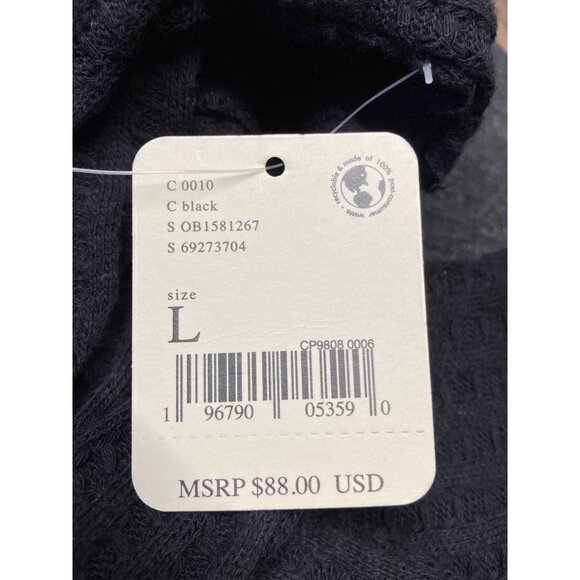 C 0010
C black
S OB1581267
S 69273704
recyclable & made of 100% post-consumer waste •
size
L
CP9808 0006
1 96790 05359 0
MSRP $88.00 USD